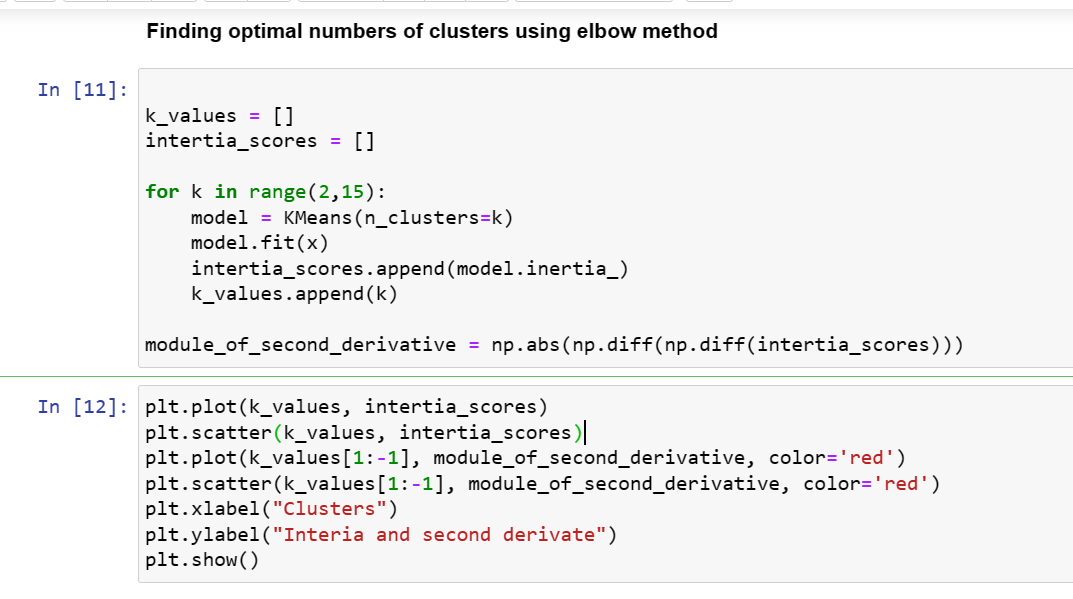 Finding optimal numbers of clusters using elbow method
In [11]:
k_values = []
intertia_scores = []
for k in range(2,15):
    model = KMeans(n_clusters=k)
    model.fit(x)
    intertia_scores.append(model.inertia_)
    k_values.append(k)
module_of_second_derivative = np.abs(np.diff(np.diff(intertia_scores)))
In [12]:
plt.plot(k_values, intertia_scores)
plt.scatter(k_values, intertia_scores)
plt.plot(k_values[1:-1], module_of_second_derivative, color='red')
plt.scatter(k_values[1:-1], module_of_second_derivative, color='red')
plt.xlabel("Clusters")
plt.ylabel("Interia and second derivate")
plt.show()